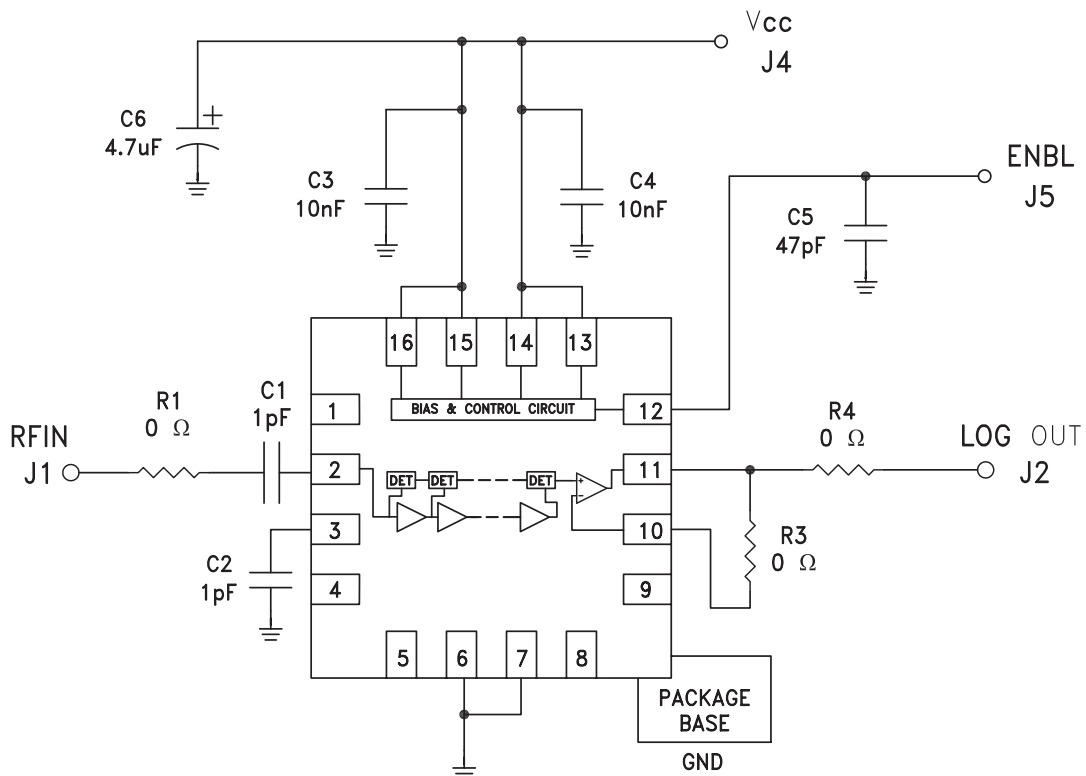 Vcc
J4
C6
4.7uF
+
C3
10nF
C4
10nF
ENBL
J5
C5
47pF
16
15
14
13
BIAS & CONTROL CIRCUIT
1
12
RFIN
J1
R1
0 Ω
C1
1pF
2
11
R4
0 Ω
LOG OUT
J2
DET
DET
DET
+
−
3
10
R3
0 Ω
C2
1pF
4
9
5
6
7
8
PACKAGE
BASE
GND